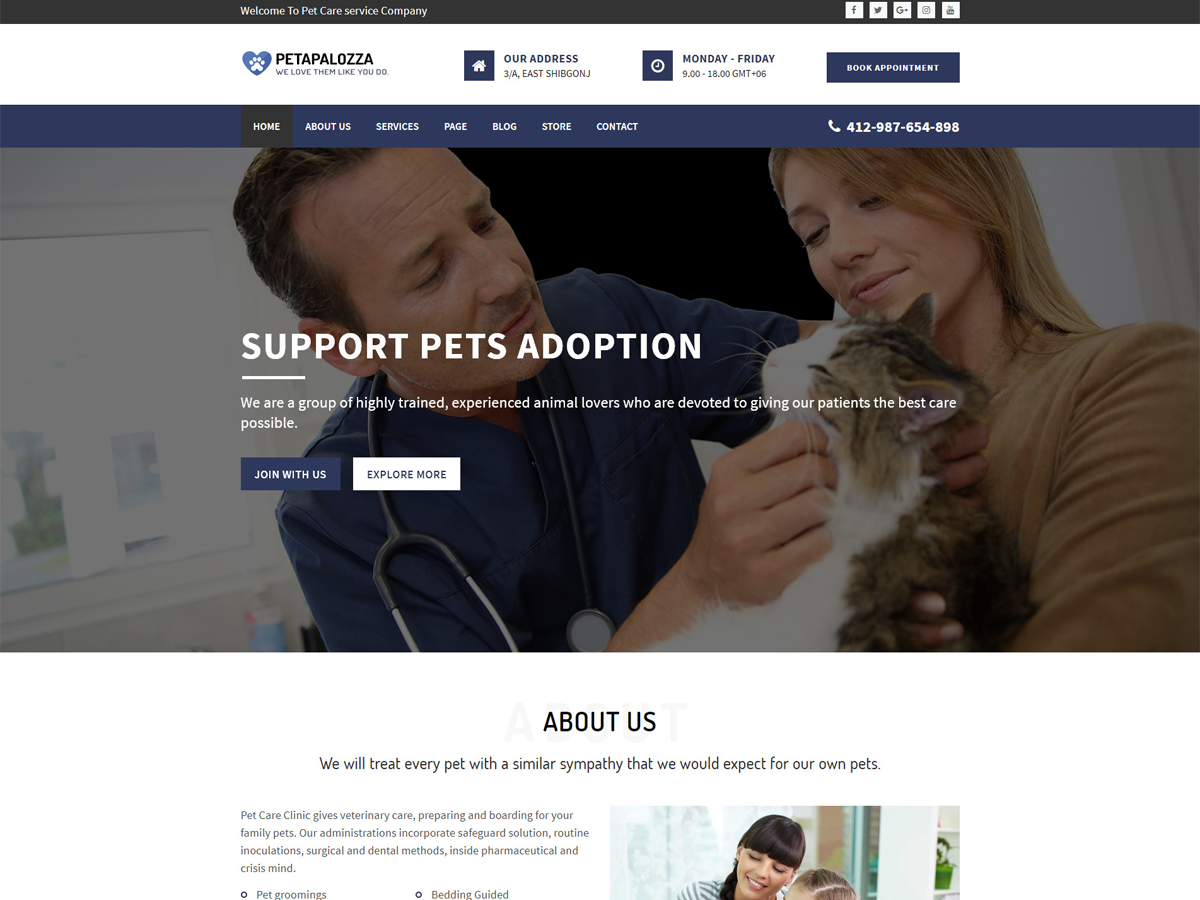 Welcome To Pet Care service Company
PETAPALOZZA
WE LOVE THEM LIKE YOU DO.
OUR ADDRESS
3/A, EAST SHIBGONJ
MONDAY - FRIDAY
9.00 - 18.00 GMT+06
BOOK APPOINTMENT
HOME ABOUT US SERVICES PAGE BLOG STORE CONTACT
412-987-654-898
SUPPORT PETS ADOPTION
We are a group of highly trained, experienced animal lovers who are devoted to giving our patients the best care
possible.
JOIN WITH US EXPLORE MORE
ABOUT
ABOUT US
We will treat every pet with a similar sympathy that we would expect for our own pets.
Pet Care Clinic gives veterinary care, preparing and boarding for your
family pets. Our administrations incorporate safeguard solution, routine
inoculations, surgical and dental methods, inside pharmaceutical and
crisis mind.
Pet groomings Bedding Guided